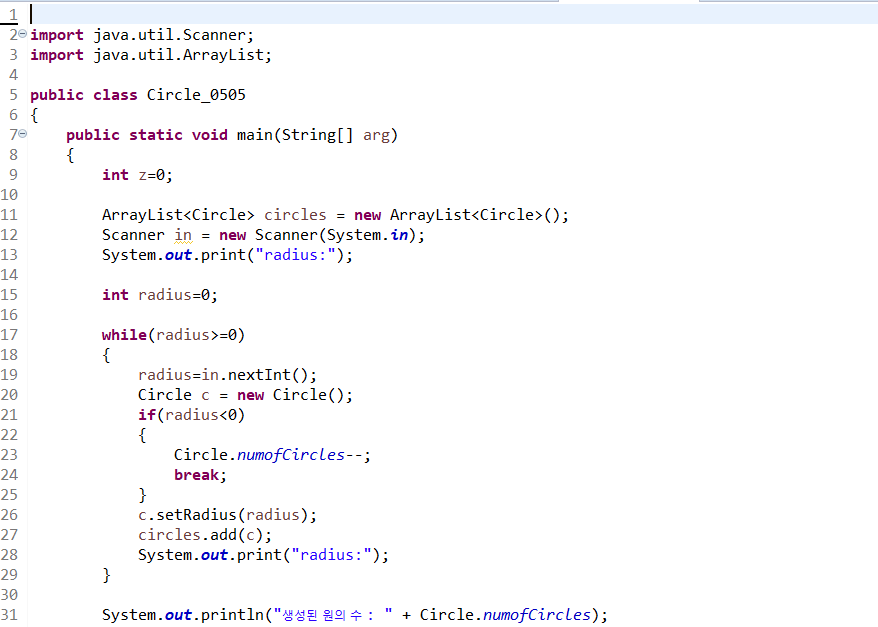 1
2 import java.util.Scanner;
3 import java.util.ArrayList;
4
5 public class Circle_0505
6 {
7     public static void main(String[] arg)
8     {
9         int z=0;
10
11         ArrayList<Circle> circles = new ArrayList<Circle>();
12         Scanner in = new Scanner(System.in);
13         System.out.print("radius:");
14
15         int radius=0;
16
17         while(radius>=0)
18         {
19             radius=in.nextInt();
20             Circle c = new Circle();
21             if(radius<0)
22             {
23                 Circle.numofCircles--;
24                 break;
25             }
26             c.setRadius(radius);
27             circles.add(c);
28             System.out.print("radius:");
29         }
30
31         System.out.println("생성된 원의 수 : " + Circle.numofCircles);